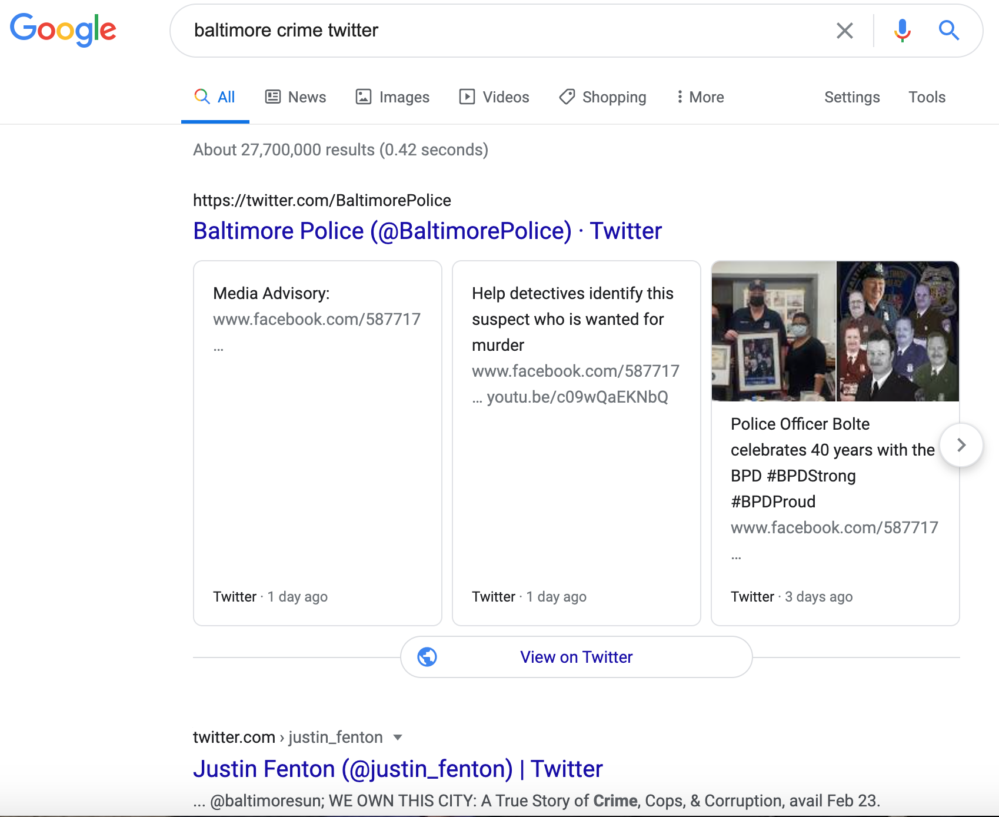 Google
baltimore crime twitter
All News Images Videos Shopping More Settings Tools
About 27,700,000 results (0.42 seconds)
https://twitter.com/BaltimorePolice
Baltimore Police (@BaltimorePolice) · Twitter
Media Advisory:
www.facebook.com/587717
...
Twitter · 1 day ago
Help detectives identify this
suspect who is wanted for
murder
www.facebook.com/587717
... youtu.be/c09wQaEKNbQ
Twitter · 1 day ago
Police Officer Bolte
celebrates 40 years with the
BPD #BPDStrong
#BPDProud
www.facebook.com/587717
...
Twitter · 3 days ago
View on Twitter
twitter.com › justin_fenton
Justin Fenton (@justin_fenton) | Twitter
... @baltimoresun; WE OWN THIS CITY: A True Story of Crime, Cops, & Corruption, avail Feb 23.